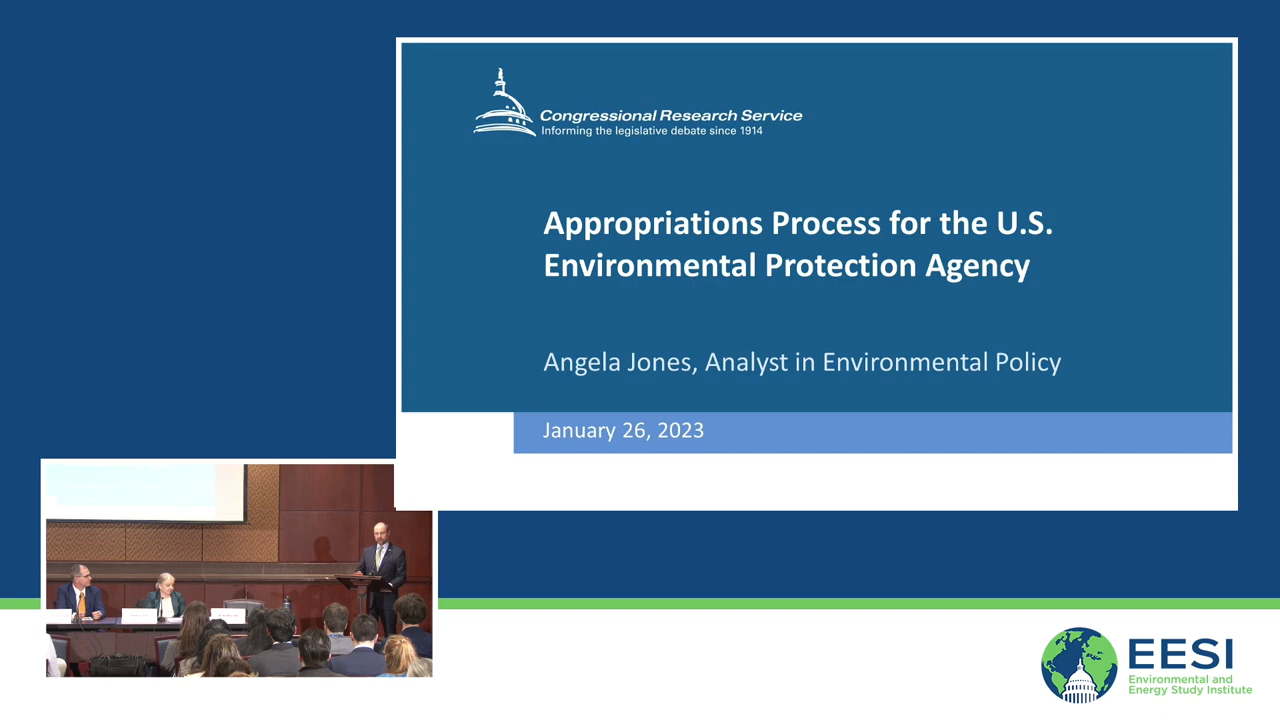 Congressional Research Service
Informing the legislative debate since 1914
Appropriations Process for the U.S.
Environmental Protection Agency
Angela Jones, Analyst in Environmental Policy
January 26, 2023
EESI
Environmental and
Energy Study Institute